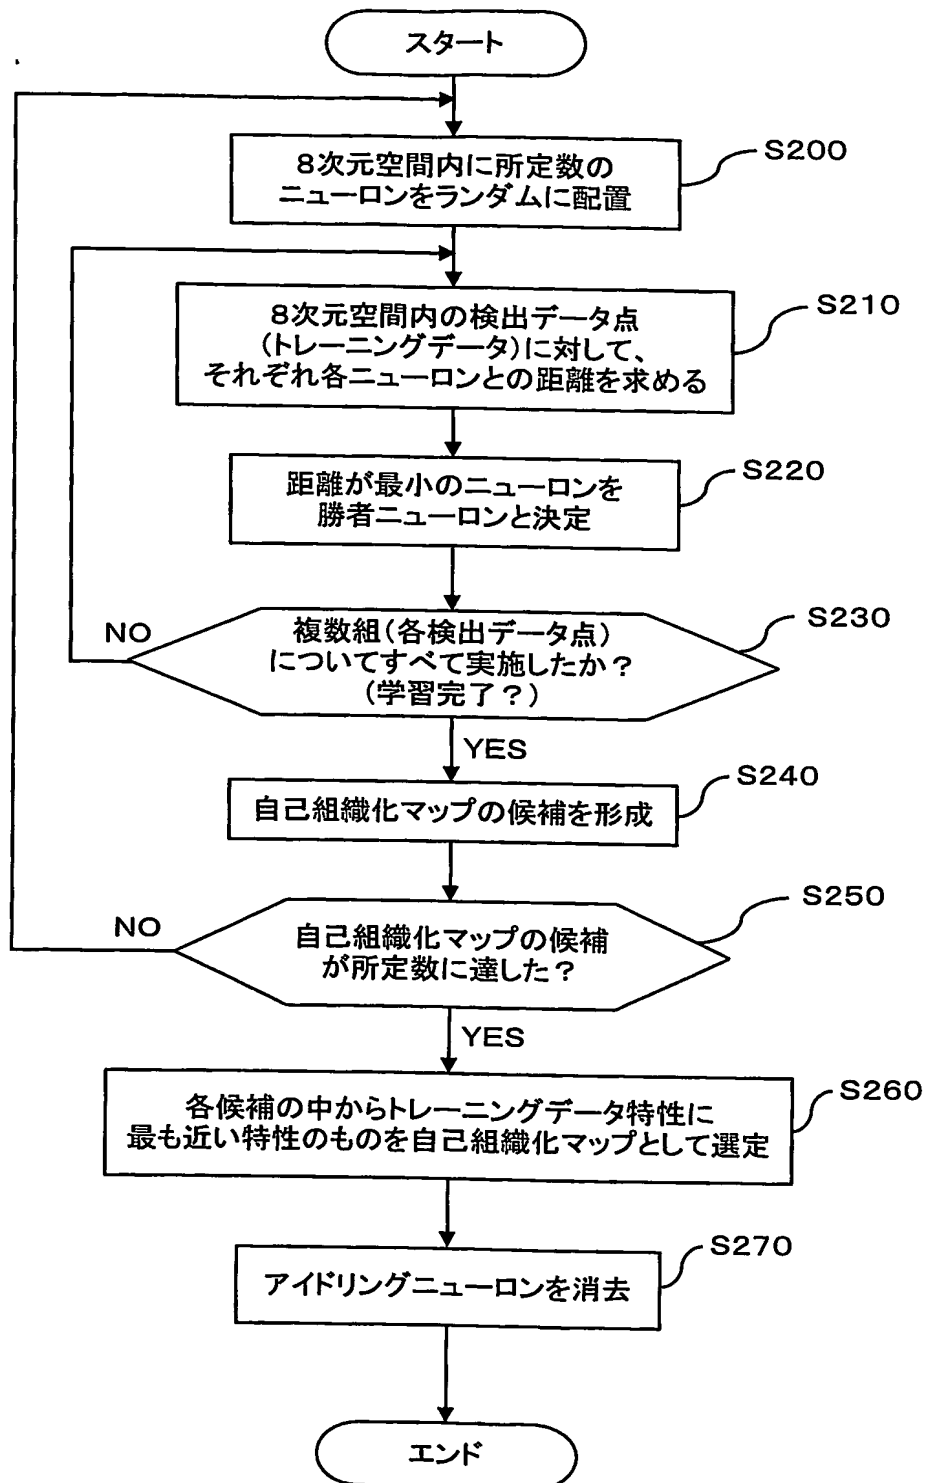 スタート
8次元空間内に所定数の
ニューロンをランダムに配置
S200
8次元空間内の検出データ点
(トレーニングデータ)に対して、
それぞれ各ニューロンとの距離を求める
S210
距離が最小のニューロンを
勝者ニューロンと決定
S220
複数組(各検出データ点)
についてすべて実施したか？
(学習完了？)
S230
NO
YES
自己組織化マップの候補を形成
S240
自己組織化マップの候補
が所定数に達した？
S250
NO
YES
各候補の中からトレーニングデータ特性に
最も近い特性のものを自己組織化マップとして選定
S260
アイドリングニューロンを消去
S270
エンド